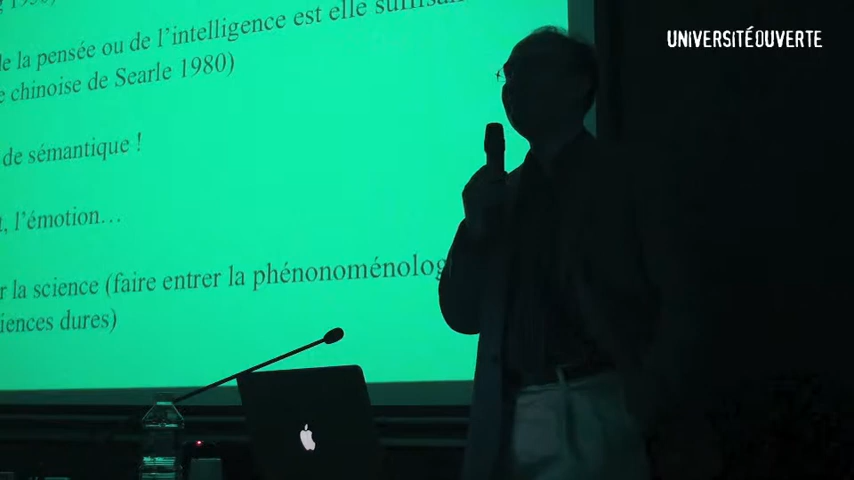 de la pensée ou de l'intelligence est elle
chinoise de Searle 1980)
de sémantique !
l'émotion...
la science (faire entrer la phénonoménolog
iences dures)
UNIVERSITÉOUVERTE